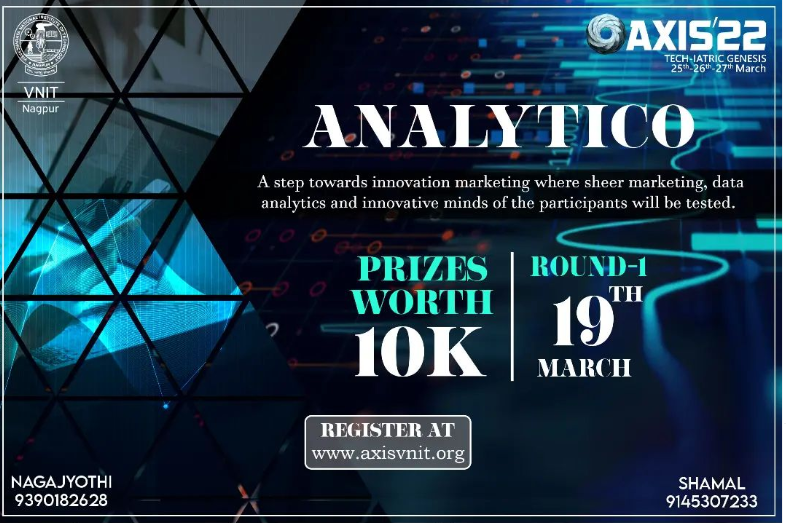 VNIT
Nagpur
AXIS'22
TECH-IATRIC GENESIS
25th-26th-27th March
ANALYTICO
A step towards innovation marketing where sheer marketing, data
analytics and innovative minds of the participants will be tested.
PRIZES
WORTH
10K
ROUND-1
19TH
MARCH
REGISTER AT
www.axisvnit.org
NAGAJYOTHI
9390182628
SHAMAL
9145307233